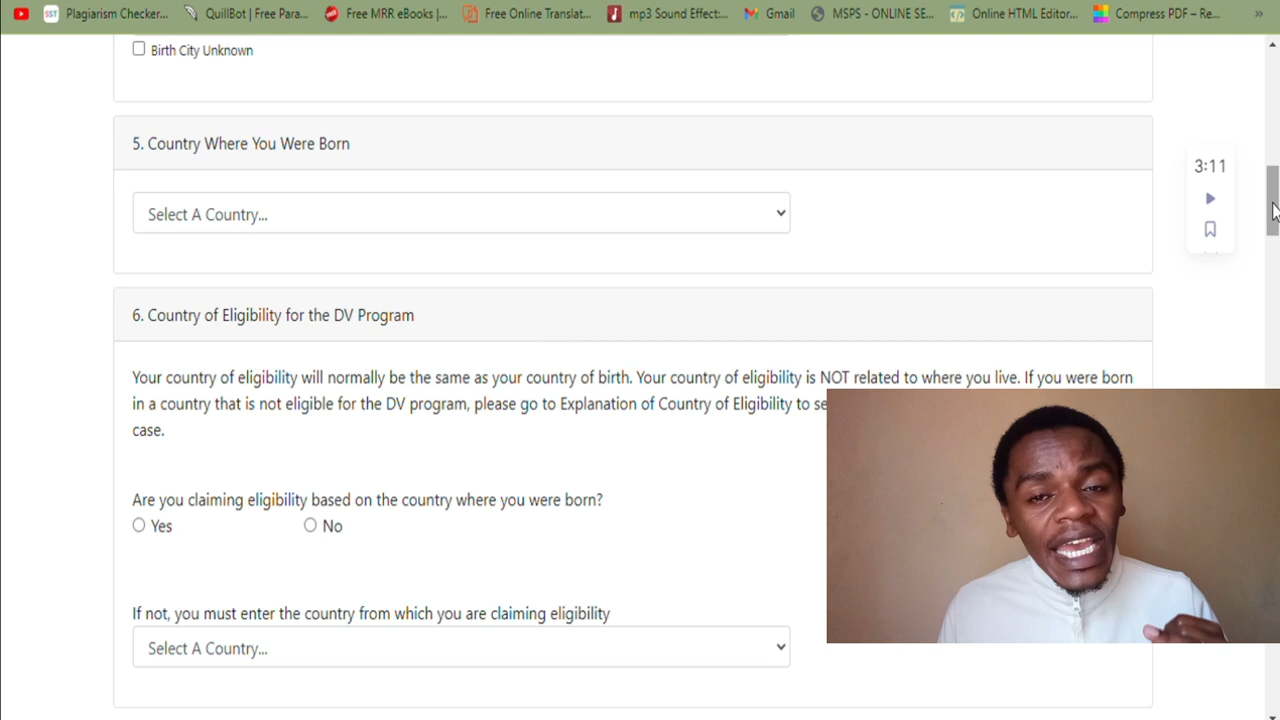 Plagiarism Checker... QuillBot | Free Para... Free MRR eBooks |... Free Online Translat... mp3 Sound Effect:... Gmail MSPS - ONLINE SE... Online HTML Editor... Compress PDF – Re... »
Birth City Unknown
5. Country Where You Were Born
3:11
Select A Country...
6. Country of Eligibility for the DV Program
Your country of eligibility will normally be the same as your country of birth. Your country of eligibility is NOT related to where you live. If you were born
in a country that is not eligible for the DV program, please go to Explanation of Country of Eligibility to
case.
Are you claiming eligibility based on the country where you were born?
Yes No
If not, you must enter the country from which you are claiming eligibility
Select A Country...